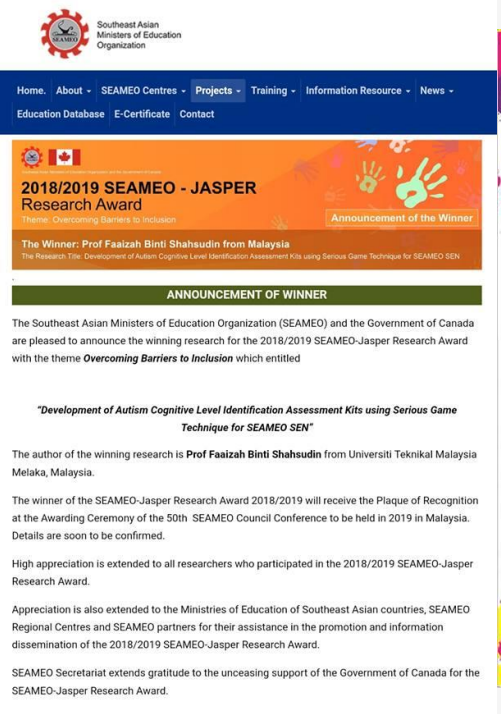 Southeast Asian
Ministers of Education
Organization
SEAMEO
Home. About SEAMEO Centres Projects Training Information Resource News
Education Database E-Certificate Contact
2018/2019 SEAMEO - JASPER
Research Award
Theme: Overcoming Barriers to Inclusion
Announcement of the Winner
The Winner: Prof Faaizah Binti Shahsudin from Malaysia
The Research Title: Development of Autism Cognitive Level Identification Assessment Kits using Serious Game Technique for SEAMEO SEN
ANNOUNCEMENT OF WINNER
The Southeast Asian Ministers of Education Organization (SEAMEO) and the Government of Canada
are pleased to announce the winning research for the 2018/2019 SEAMEO-Jasper Research Award
with the theme Overcoming Barriers to Inclusion which entitled
"Development of Autism Cognitive Level Identification Assessment Kits using Serious Game
Technique for SEAMEO SEN"
The author of the winning research is Prof Faaizah Binti Shahsudin from Universiti Teknikal Malaysia
Melaka, Malaysia.
The winner of the SEAMEO-Jasper Research Award 2018/2019 will receive the Plaque of Recognition
at the Awarding Ceremony of the 50th SEAMEO Council Conference to be held in 2019 in Malaysia.
Details are soon to be confirmed.
High appreciation is extended to all researchers who participated in the 2018/2019 SEAMEO-Jasper
Research Award.
Appreciation is also extended to the Ministries of Education of Southeast Asian countries, SEAMEO
Regional Centres and SEAMEO partners for their assistance in the promotion and information
dissemination of the 2018/2019 SEAMEO-Jasper Research Award.
SEAMEO Secretariat extends gratitude to the unceasing support of the Government of Canada for the
SEAMEO-Jasper Research Award.